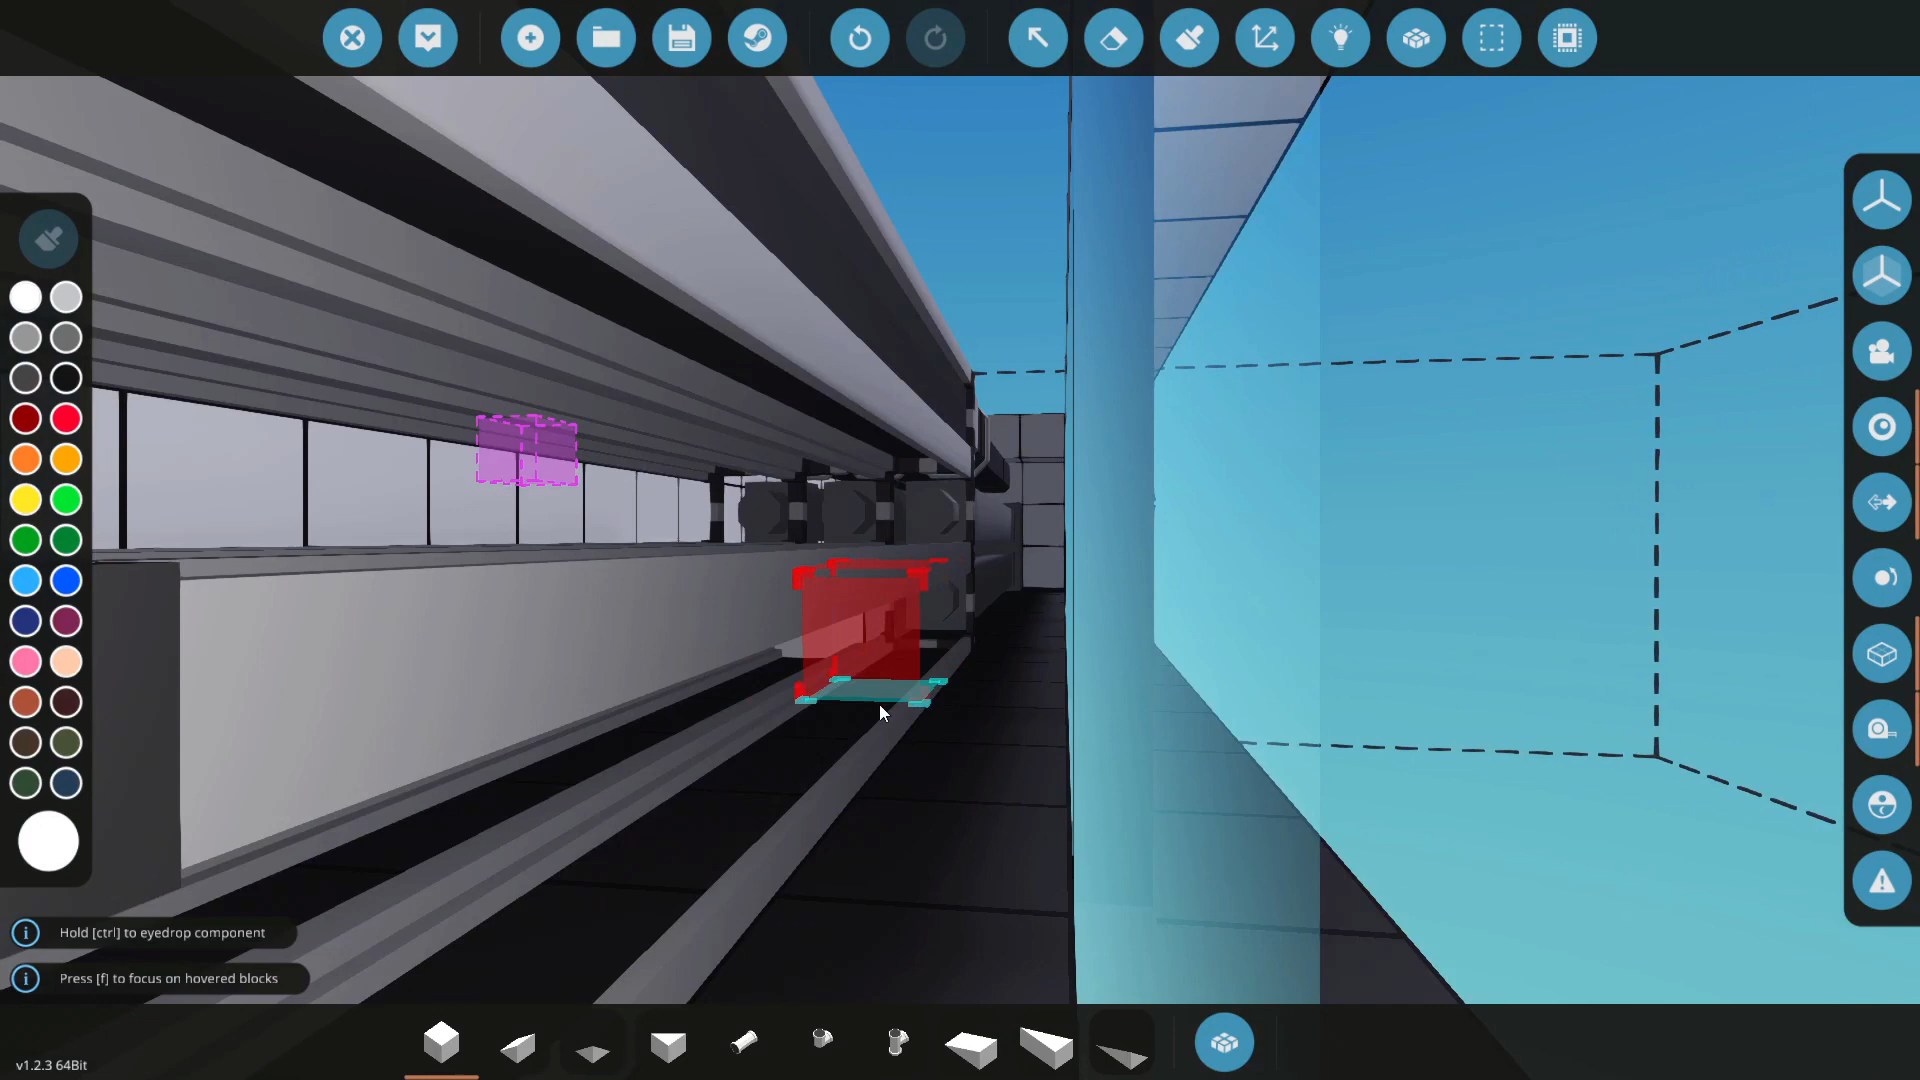 Hold [ctrl] to eyedrop component
Press [f] to focus on hovered blocks
v1.2.3 64Bit